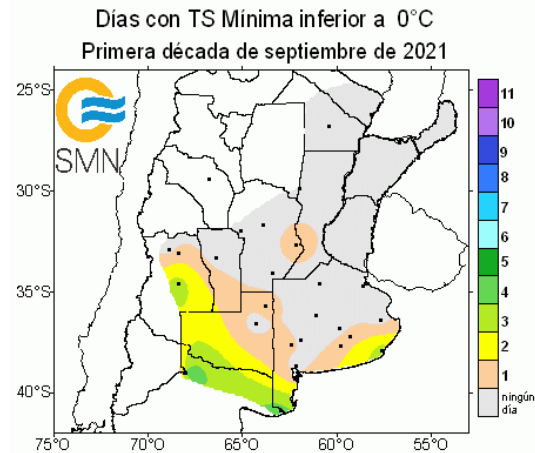 Días con TS Mínima inferior a 0°C
Primera década de septiembre de 2021
SMN
25°S
30°S
35°S
40°S
75°O
70°O
65°O
60°O
55°O
11
10
9
8
7
6
5
4
3
2
1
ningún
día